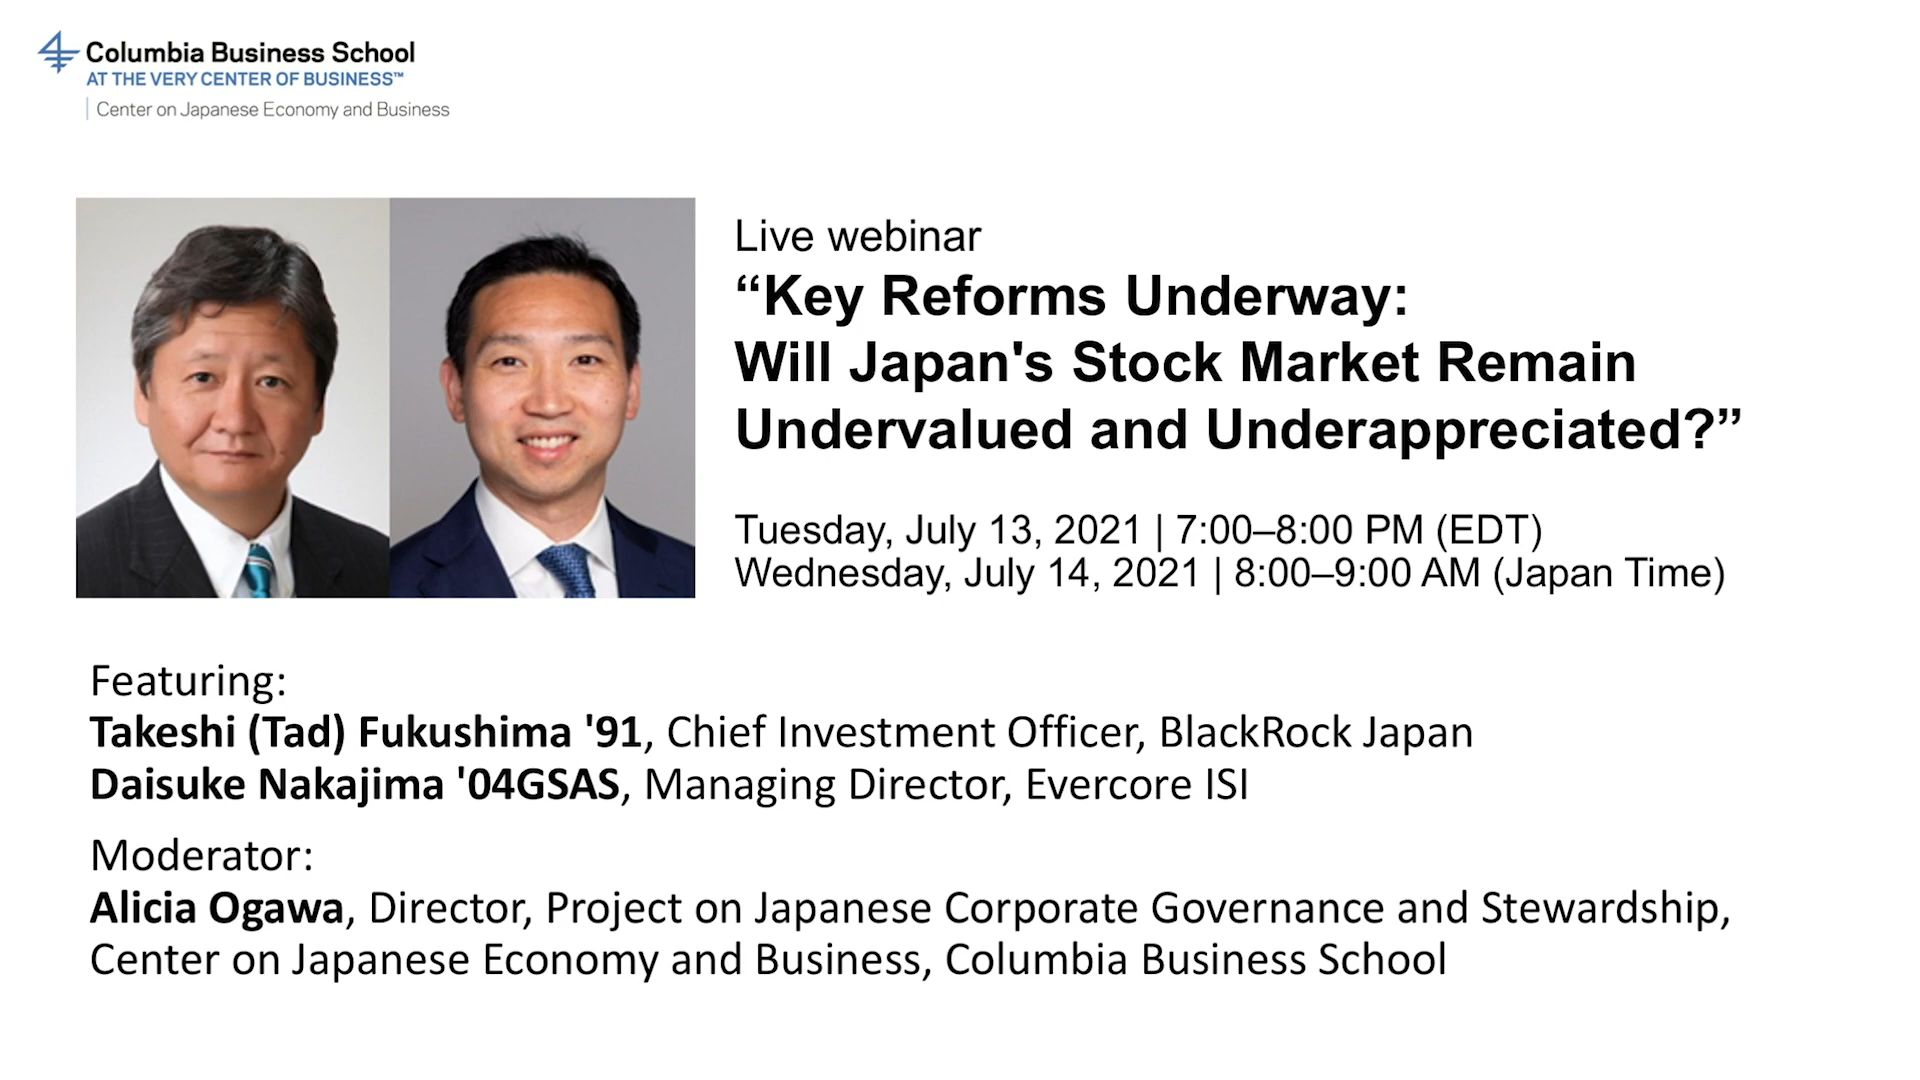 Columbia Business School
AT THE VERY CENTER OF BUSINESS™
Center on Japanese Economy and Business
Live webinar
“Key Reforms Underway:
Will Japan's Stock Market Remain
Undervalued and Underappreciated?”
Tuesday, July 13, 2021 | 7:00–8:00 PM (EDT)
Wednesday, July 14, 2021 | 8:00–9:00 AM (Japan Time)
Featuring:
Takeshi (Tad) Fukushima '91, Chief Investment Officer, BlackRock Japan
Daisuke Nakajima '04GSAS, Managing Director, Evercore ISI
Moderator:
Alicia Ogawa, Director, Project on Japanese Corporate Governance and Stewardship,
Center on Japanese Economy and Business, Columbia Business School